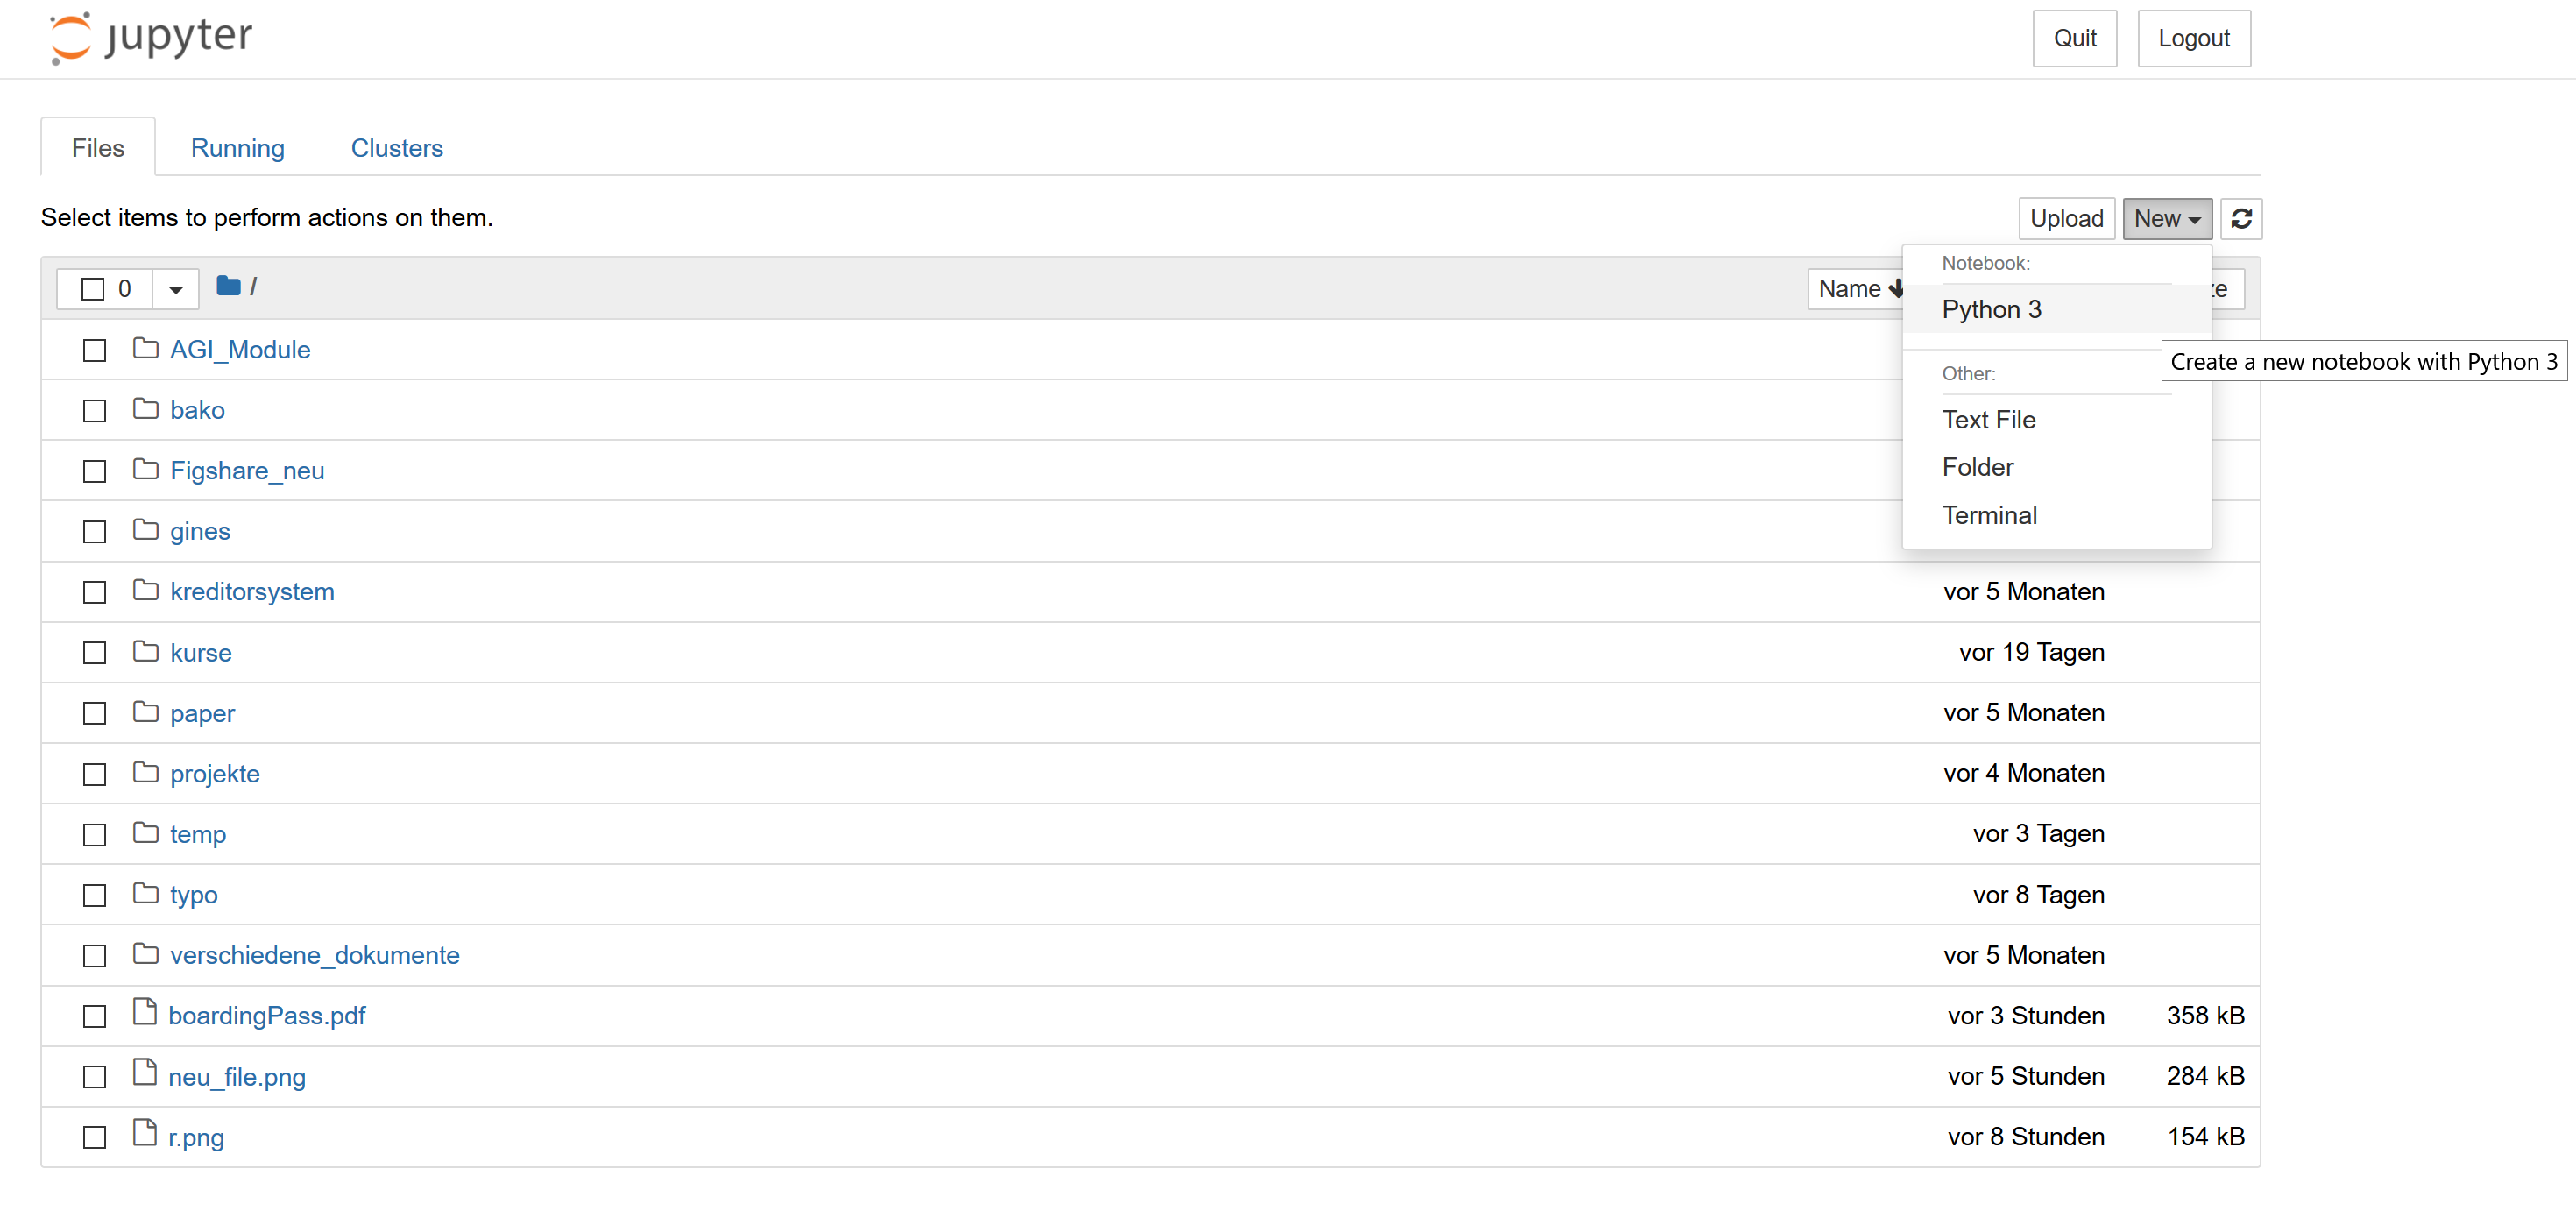 jupyter
Quit Logout
Files Running Clusters
Select items to perform actions on them.
Upload New
0 /
Name
Notebook:
Python 3
Create a new notebook with Python 3
Other:
Text File
Folder
Terminal
AGI_Module
bako
Figshare_neu
gines
kreditorsystem vor 5 Monaten
kurse vor 19 Tagen
paper vor 5 Monaten
projekte vor 4 Monaten
temp vor 3 Tagen
typo vor 8 Tagen
verschiedene_dokumente vor 5 Monaten
boardingPass.pdf vor 3 Stunden 358 kB
neu_file.png vor 5 Stunden 284 kB
r.png vor 8 Stunden 154 kB